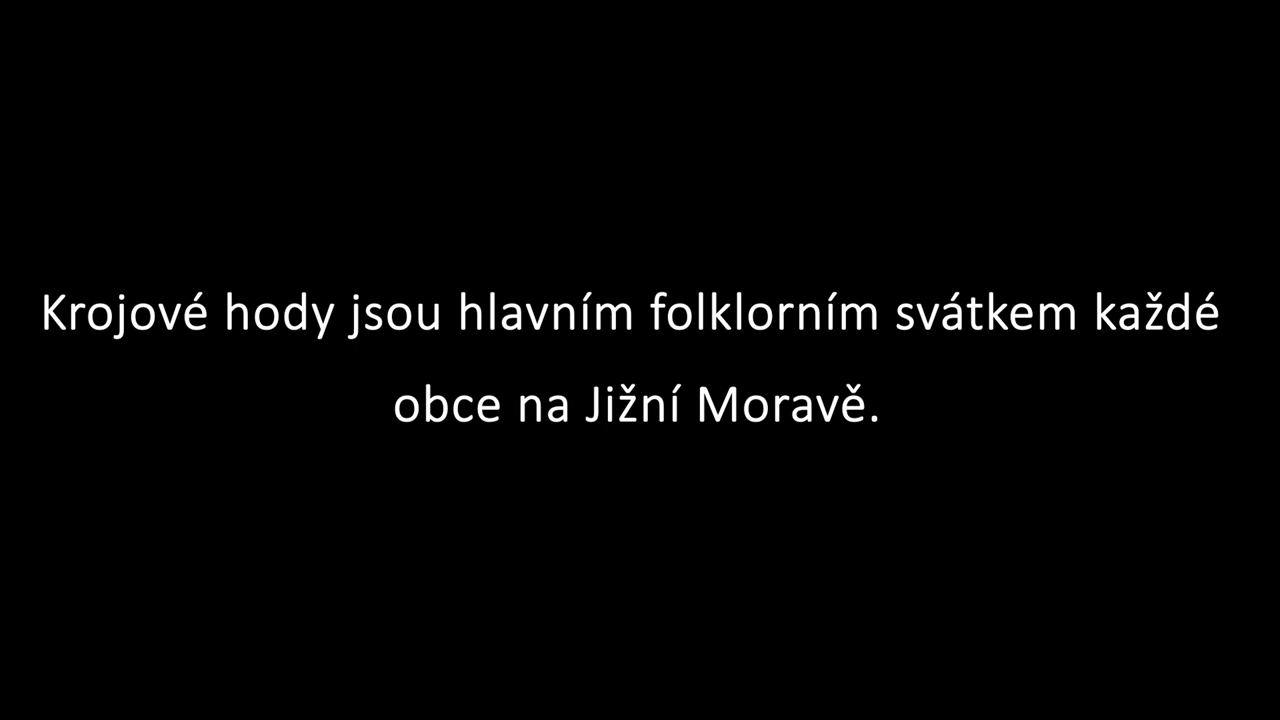 Krojové hody jsou hlavním folklorním svátkem každé
obce na Jižní Moravě.